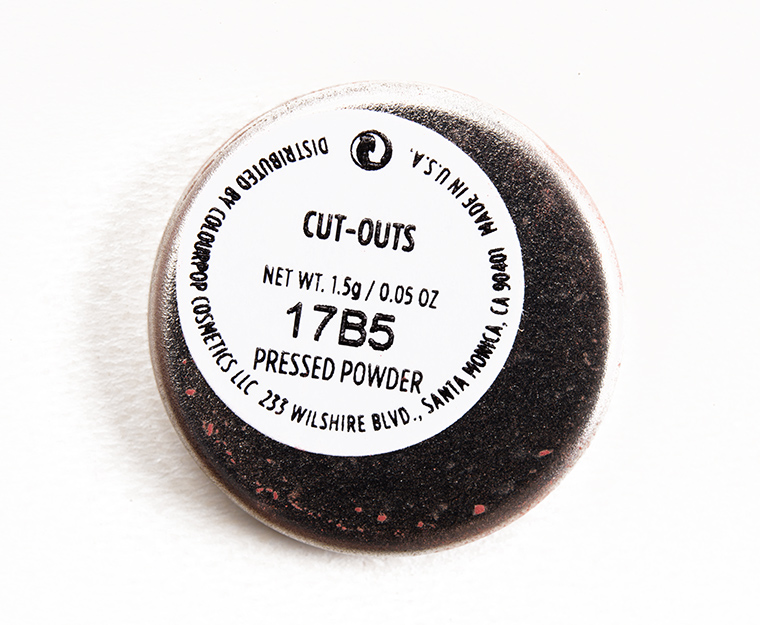 CUT-OUTS
NET WT. 1.5g / 0.05 OZ
17B5
PRESSED POWDER
DISTRIBUTED BY COLOURPOP COSMETICS LLC 233 WILSHIRE BLVD., SANTA MONICA, CA 90401 MADE IN U.S.A.